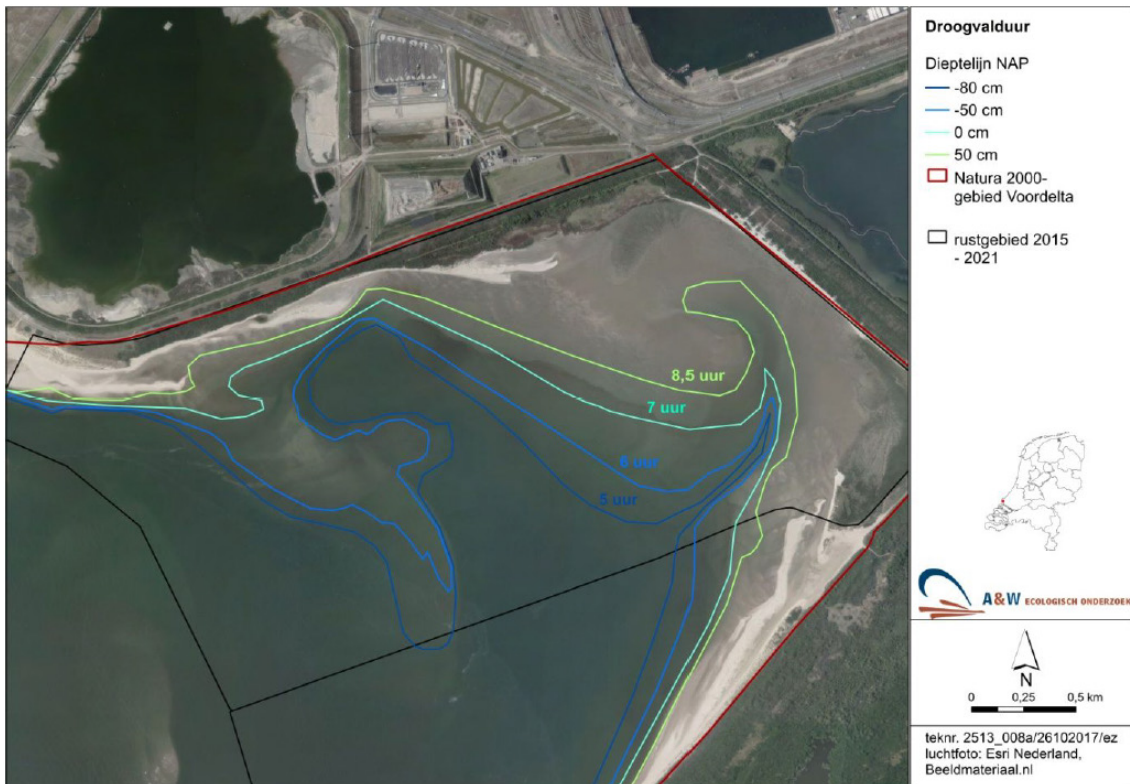 8,5 uur
7 uur
6 uur
5 uur
Droogvalduur
Dieptelijn NAP
-80 cm
-50 cm
0 cm
50 cm
Natura 2000-
gebied Voordelta
rustgebied 2015
- 2021
A&W ECOLOGISCH ONDERZOEK
N
0 0,25 0,5 km
teknr. 2513_008a/26102017/ez
luchtfoto: Esri Nederland,
Beeldmateriaal.nl